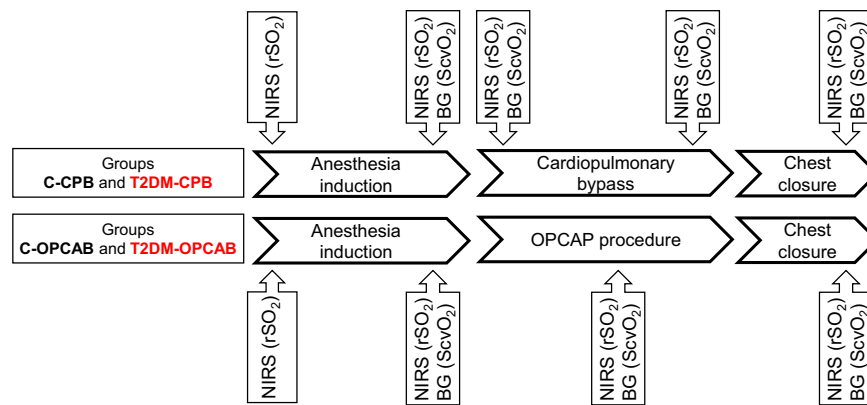 NIRS (rSO₂)
NIRS (rSO₂)
BG (ScvO₂)
NIRS (rSO₂)
BG (ScvO₂)
NIRS (rSO₂)
BG (ScvO₂)
NIRS (rSO₂)
BG (ScvO₂)
Groups
C-CPB and T2DM-CPB
Anesthesia
induction
Cardiopulmonary
bypass
Chest
closure
Groups
C-OPCAB and T2DM-OPCAB
Anesthesia
induction
OPCAP procedure
Chest
closure
NIRS (rSO₂)
NIRS (rSO₂)
BG (ScvO₂)
NIRS (rSO₂)
BG (ScvO₂)
NIRS (rSO₂)
BG (ScvO₂)